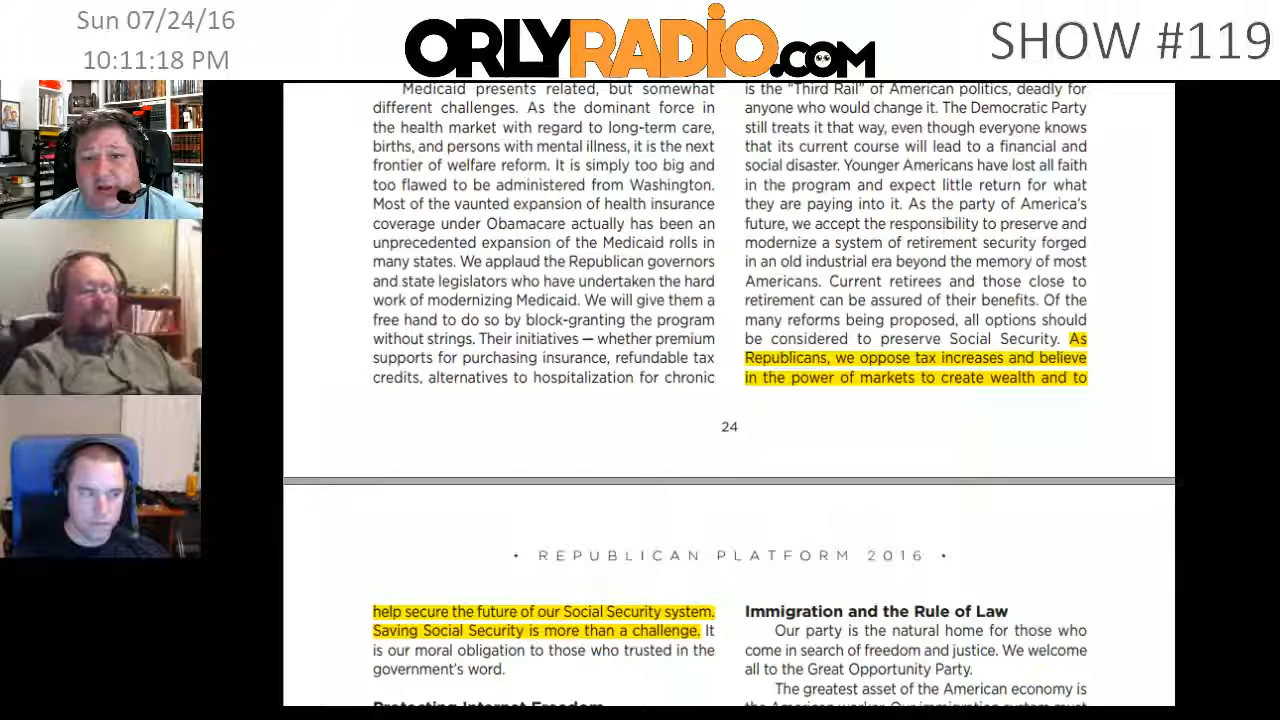 Sun 07/24/16
10:11:18 PM
ORLYRADIO.COM
SHOW #119
Medicaid presents related, but somewhat
different challenges. As the dominant force in
the health market with regard to long-term care,
births, and persons with mental illness, it is the next
frontier of welfare reform. It is simply too big and
too flawed to be administered from Washington.
Most of the vaunted expansion of health insurance
coverage under Obamacare actually has been an
unprecedented expansion of the Medicaid rolls in
many states. We applaud the Republican governors
and state legislators who have undertaken the hard
work of modernizing Medicaid. We will give them a
free hand to do so by block-granting the program
without strings. Their initiatives — whether premium
supports for purchasing insurance, refundable tax
credits, alternatives to hospitalization for chronic
is the “Third Rail” of American politics, deadly for
anyone who would change it. The Democratic Party
still treats it that way, even though everyone knows
that its current course will lead to a financial and
social disaster. Younger Americans have lost all faith
in the program and expect little return for what
they are paying into it. As the party of America’s
future, we accept the responsibility to preserve and
modernize a system of retirement security forged
in an old industrial era beyond the memory of most
Americans. Current retirees and those close to
retirement can be assured of their benefits. Of the
many reforms being proposed, all options should
be considered to preserve Social Security. As
Republicans, we oppose tax increases and believe
in the power of markets to create wealth and to
24
• REPUBLICAN PLATFORM 2016 •
help secure the future of our Social Security system.
Saving Social Security is more than a challenge. It
is our moral obligation to those who trusted in the
government’s word.
Protecting Internet Freedom
Immigration and the Rule of Law
Our party is the natural home for those who
come in search of freedom and justice. We welcome
all to the Great Opportunity Party.
The greatest asset of the American economy is
the American worker. Our immigration system must